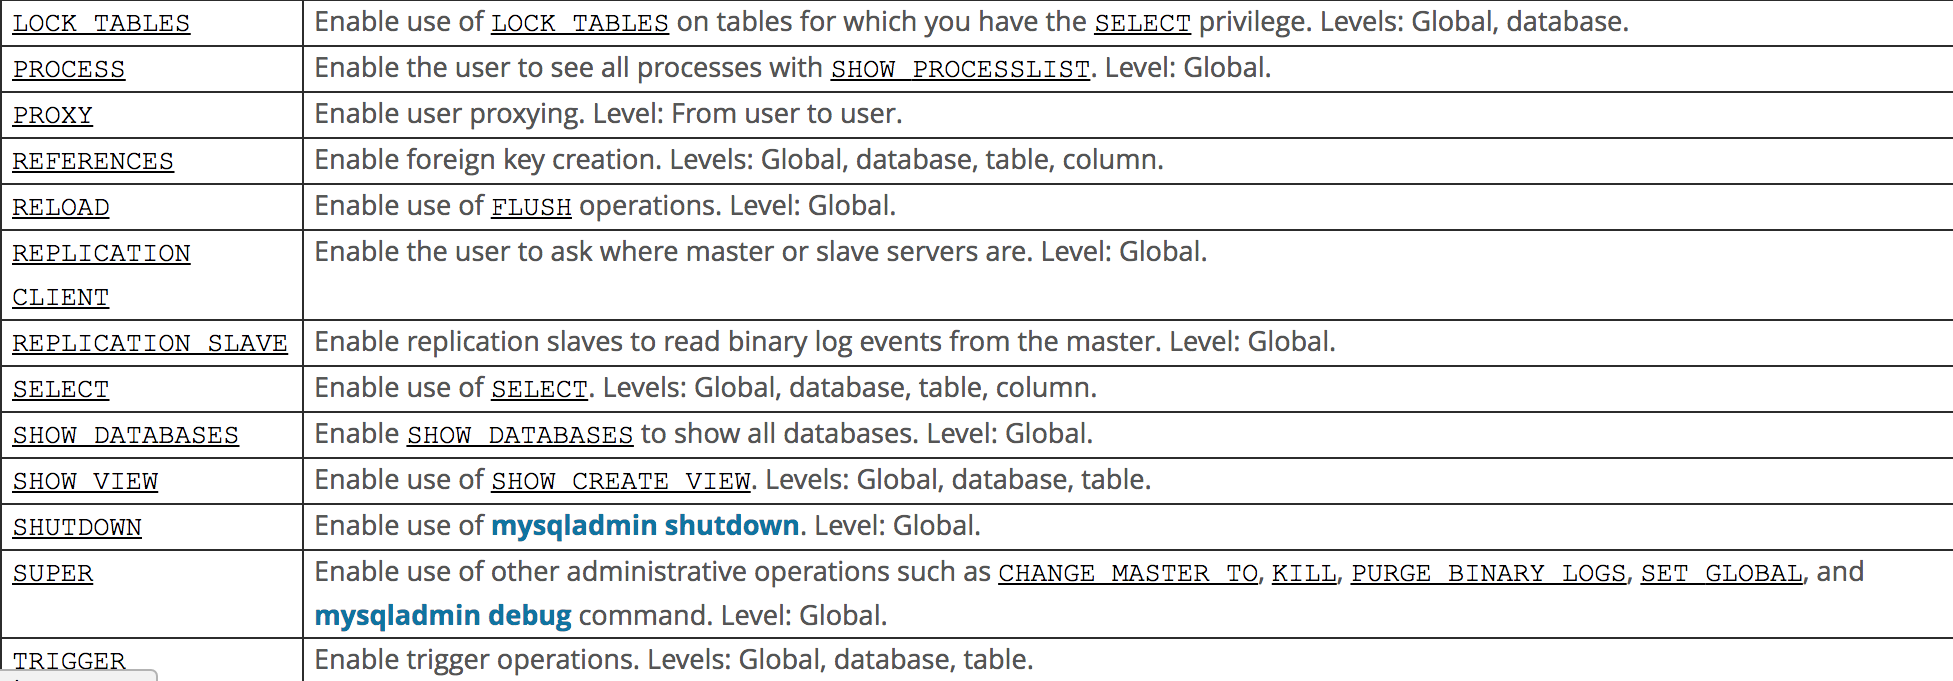 LOCK TABLES Enable use of LOCK TABLES on tables for which you have the SELECT privilege. Levels: Global, database.
PROCESS Enable the user to see all processes with SHOW PROCESSLIST. Level: Global.
PROXY Enable user proxying. Level: From user to user.
REFERENCES Enable foreign key creation. Levels: Global, database, table, column.
RELOAD Enable use of FLUSH operations. Level: Global.
REPLICATION Enable the user to ask where master or slave servers are. Level: Global.
CLIENT
REPLICATION SLAVE Enable replication slaves to read binary log events from the master. Level: Global.
SELECT Enable use of SELECT. Levels: Global, database, table, column.
SHOW DATABASES Enable SHOW DATABASES to show all databases. Level: Global.
SHOW VIEW Enable use of SHOW CREATE VIEW. Levels: Global, database, table.
SHUTDOWN Enable use of mysqladmin shutdown. Level: Global.
SUPER Enable use of other administrative operations such as CHANGE MASTER TO, KILL, PURGE BINARY LOGS, SET GLOBAL, and
mysqladmin debug command. Level: Global.
TRIGGER Enable trigger operations. Levels: Global, database, table.